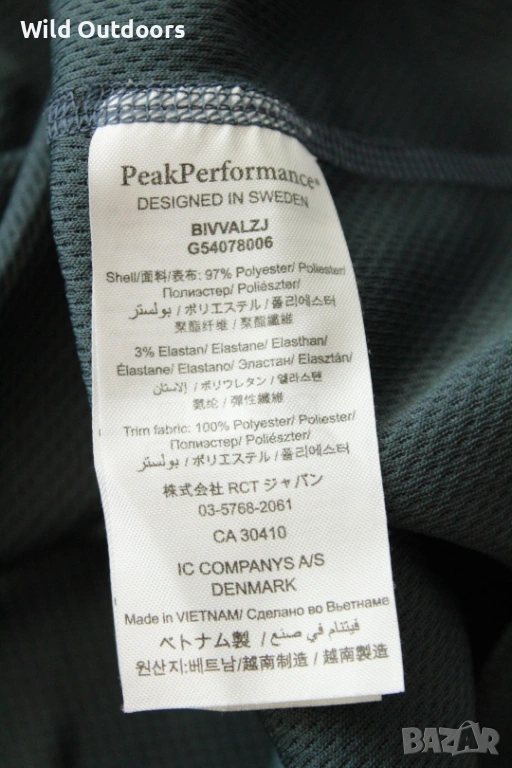 Wild Outdoors
PeakPerformance®
DESIGNED IN SWEDEN
BIVVALZJ
G54078006
Shell/面料/表布: 97% Polyester/ Poliester/
Полиэстер/ Poliészter/
بولستر / ポリエステル / 폴리에스터
聚酯纤维 / 聚酯纖維
3% Elastan/ Elastane/ Elasthan/
Élastane/ Elastano/ Эластан/ Elasztán/
الاستان / ポリウレタン / 엘라스텐
氨纶 / 彈性纖維
Trim fabric: 100% Polyester/ Poliester/
Полиэстер/ Poliészter/
بولستر / ポリエステル / 폴리에스터
株式会社 RCT ジャパン
03-5768-2061
CA 30410
IC COMPANYS A/S
DENMARK
Made in VIETNAM/ Сделано во Вьетнаме
ベトナム製 / فيتنام في صنع /
원산지:베트남/越南制造 / 越南製造
BAZAR